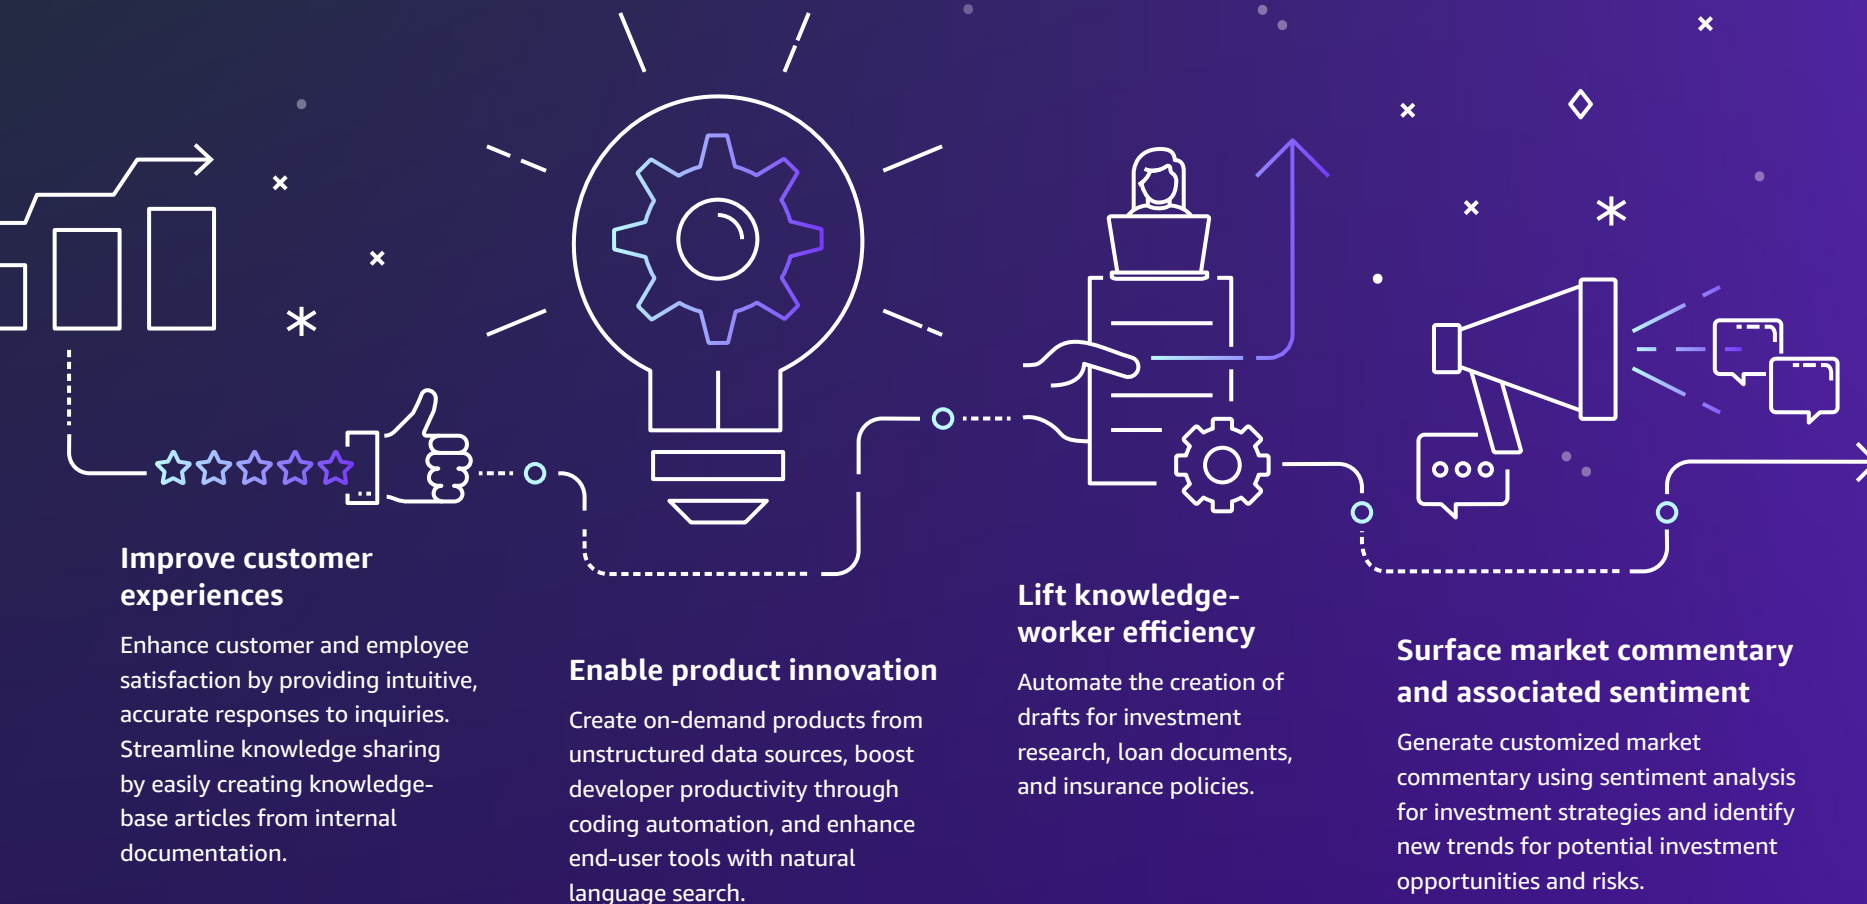 Improve customer
experiences
Enhance customer and employee
satisfaction by providing intuitive,
accurate responses to inquiries.
Streamline knowledge sharing
by easily creating knowledge-
base articles from internal
documentation.
Enable product innovation
Create on-demand products from
unstructured data sources, boost
developer productivity through
coding automation, and enhance
end-user tools with natural
language search.
Lift knowledge-
worker efficiency
Automate the creation of
drafts for investment
research, loan documents,
and insurance policies.
Surface market commentary
and associated sentiment
Generate customized market
commentary using sentiment analysis
for investment strategies and identify
new trends for potential investment
opportunities and risks.